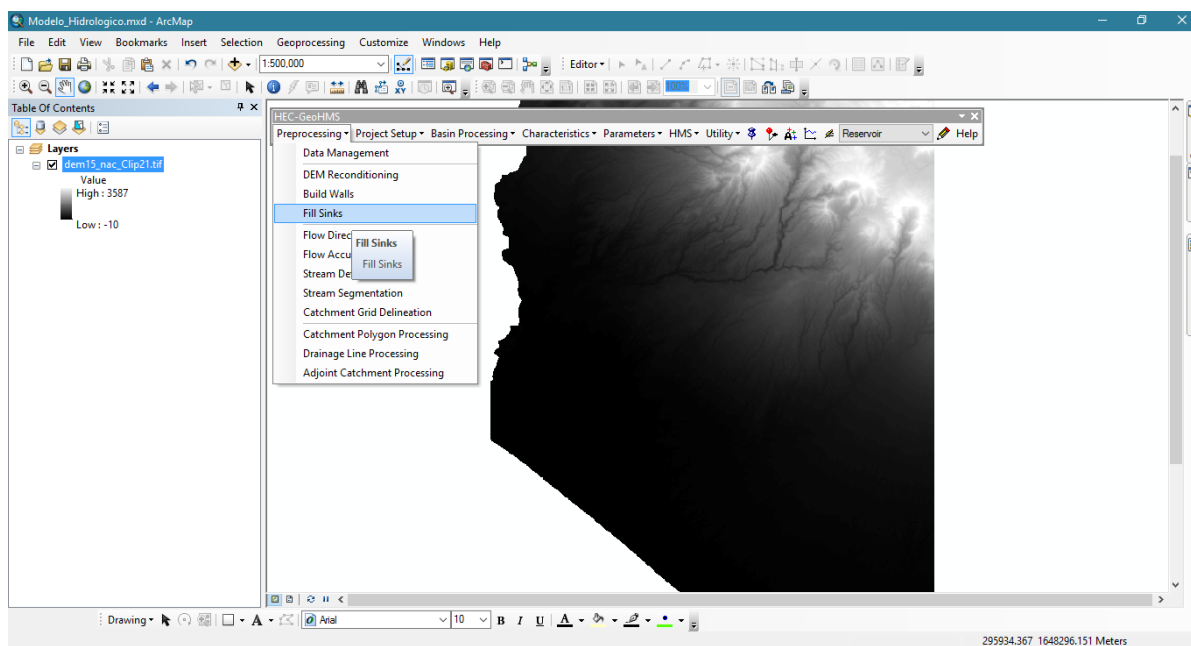 Modelo_Hidrologico.mxd - ArcMap
File Edit View Bookmarks Insert Selection Geoprocessing Customize Windows Help
1:500,000 Editor
100%
Table Of Contents
HEC-GeoHMS
Preprocessing Project Setup Basin Processing Characteristics Parameters HMS Utility Reservoir Help
Layers
dem15_nac_Clip21.tif
Value
High : 3587
Low : -10
Data Management
DEM Reconditioning
Build Walls
Fill Sinks
Flow Direc
Flow Accu
Stream De
Fill Sinks
Fill Sinks
Stream Segmentation
Catchment Grid Delineation
Catchment Polygon Processing
Drainage Line Processing
Adjoint Catchment Processing
Drawing A Arial 10 B I U A
295934.367 1648296.151 Meters